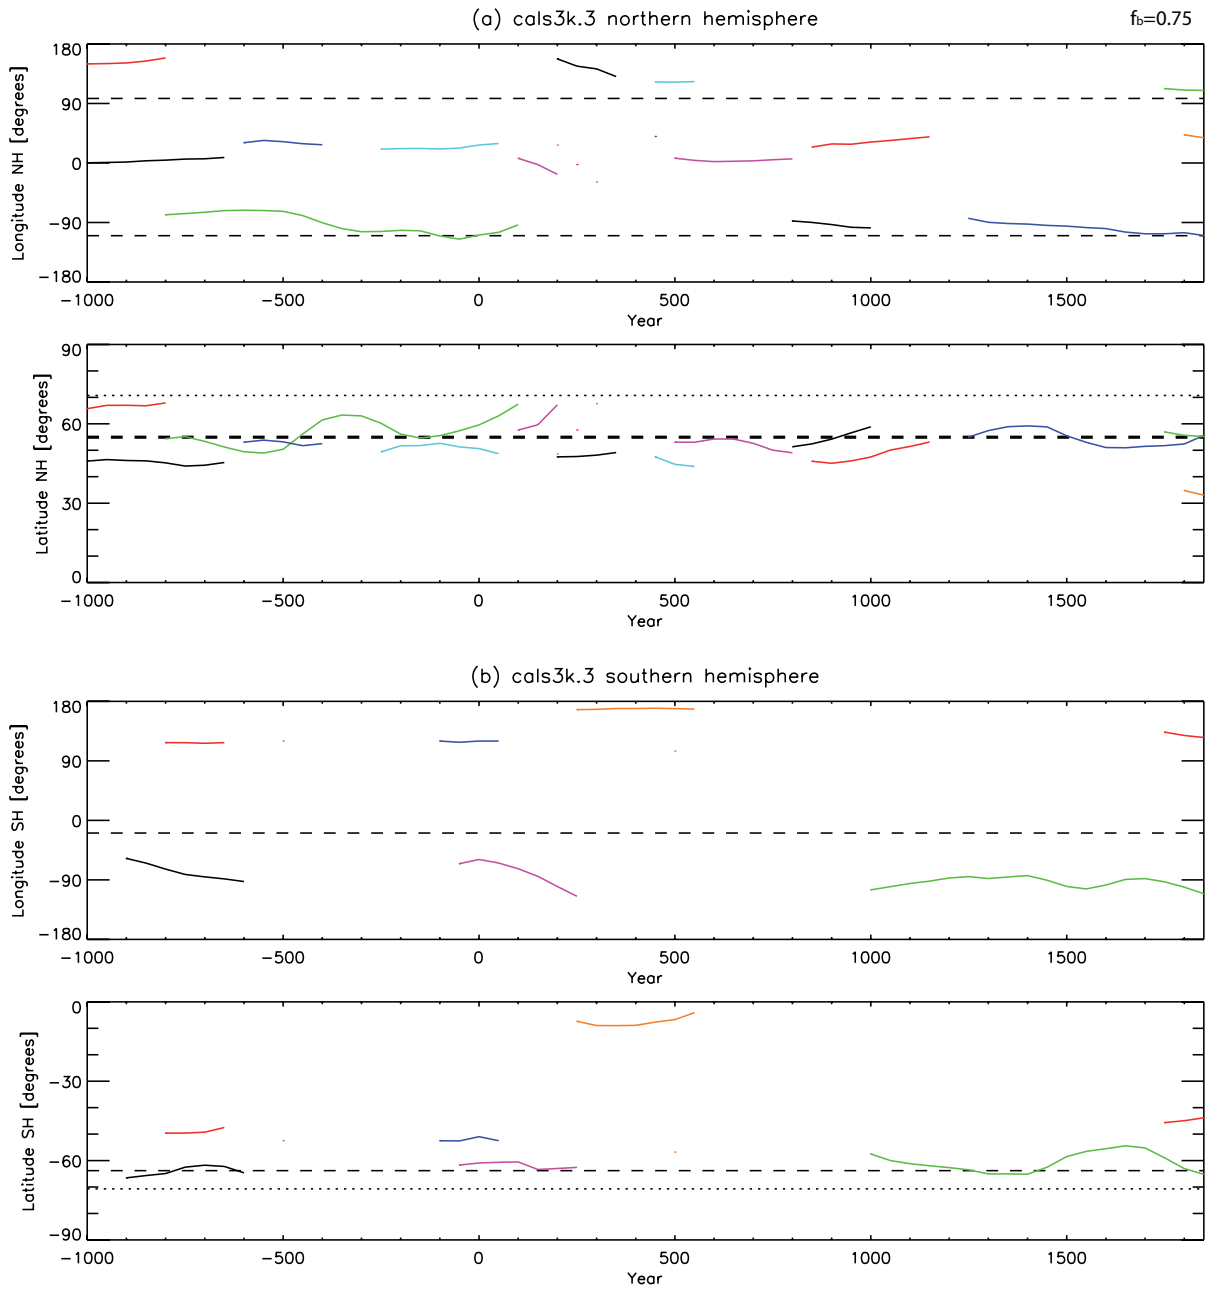 (a) cals3k.3 northern hemisphere
fb=0.75
Longitude NH [degrees]
180
90
0
−90
−180
−1000 −500 0 500 1000 1500
Year
Latitude NH [degrees]
90
60
30
0
−1000 −500 0 500 1000 1500
Year
(b) cals3k.3 southern hemisphere
Longitude SH [degrees]
180
90
0
−90
−180
−1000 −500 0 500 1000 1500
Year
Latitude SH [degrees]
0
−30
−60
−90
−1000 −500 0 500 1000 1500
Year